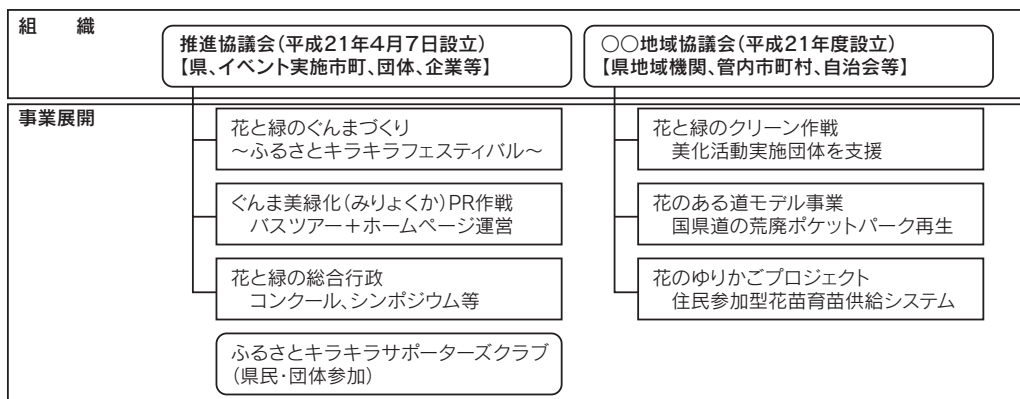 組　　織
推進協議会(平成21年4月7日設立)
【県、イベント実施市町、団体、企業等】
○○地域協議会(平成21年度設立)
【県地域機関、管内市町村、自治会等】
事業展開
花と緑のぐんまづくり
～ふるさとキラキラフェスティバル～
ぐんま美緑化(みりょくか)PR作戦
バスツアー＋ホームページ運営
花と緑の総合行政
コンクール、シンポジウム等
ふるさとキラキラサポーターズクラブ
(県民・団体参加)
花と緑のクリーン作戦
美化活動実施団体を支援
花のある道モデル事業
国県道の荒廃ポケットパーク再生
花のゆりかごプロジェクト
住民参加型花苗育苗供給システム